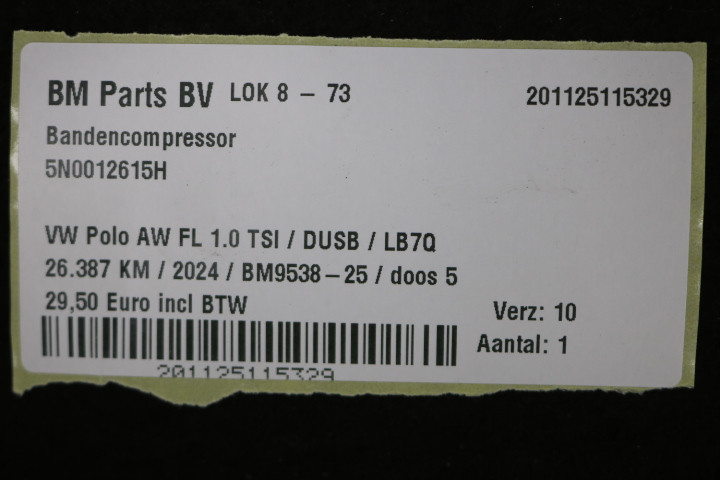 BM Parts BV LOK 8 - 73 201125115329
Bandencompressor
5N0012615H
VW Polo AW FL 1.0 TSI / DUSB / LB7Q
26.387 KM / 2024 / BM9538-25 / doos 5
29,50 Euro incl BTW
Verz: 10
Aantal: 1
201125115329